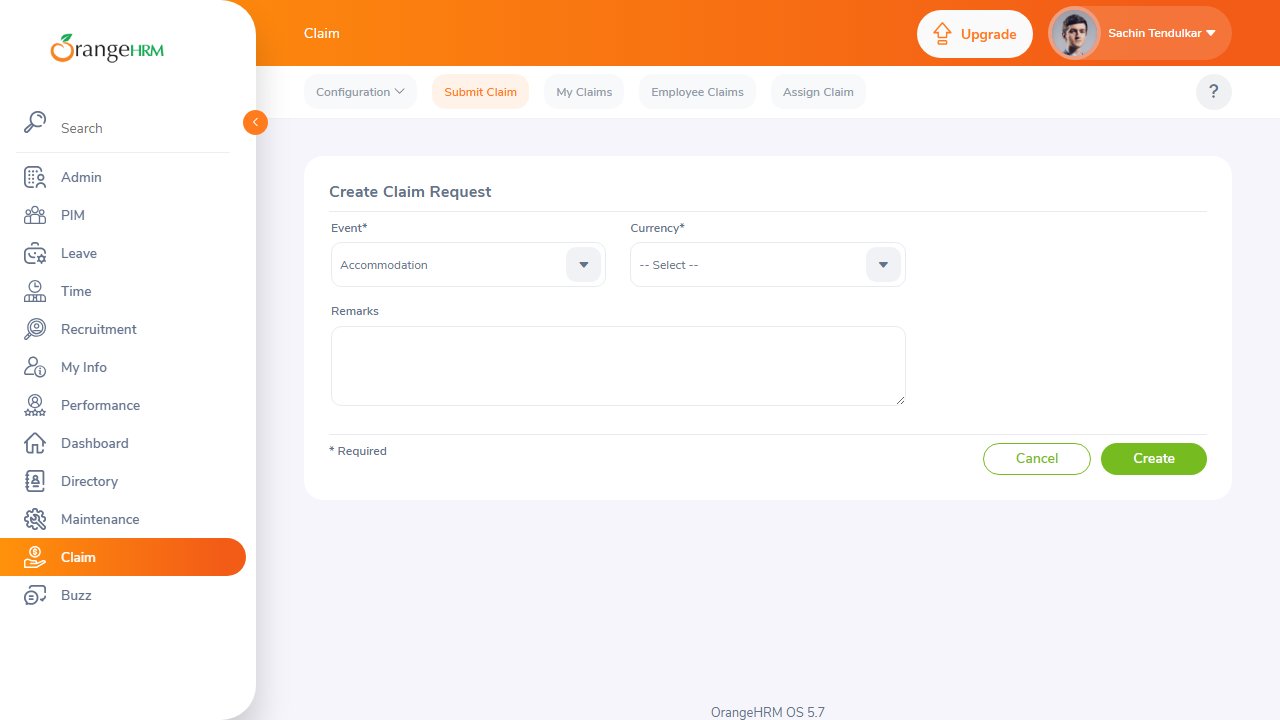 OrangeHRM
Claim
Upgrade
Sachin Tendulkar
Configuration
Submit Claim
My Claims
Employee Claims
Assign Claim
?
Search
Admin
PIM
Leave
Time
Recruitment
My Info
Performance
Dashboard
Directory
Maintenance
Claim
Buzz
Create Claim Request
Event*
Currency*
Accommodation
-- Select --
Remarks
* Required
Cancel
Create
OrangeHRM OS 5.7